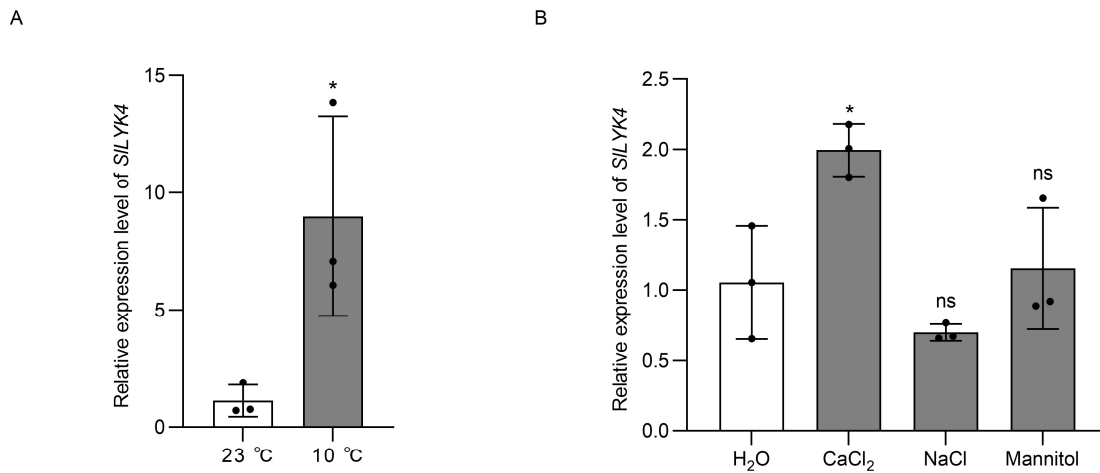 A
Relative expression level of SlLYK4
15
10
5
0
*
23 ℃
10 ℃
B
Relative expression level of SlLYK4
2.5
2.0
1.5
1.0
0.5
0.0
*
ns
ns
H₂O
CaCl₂
NaCl
Mannitol